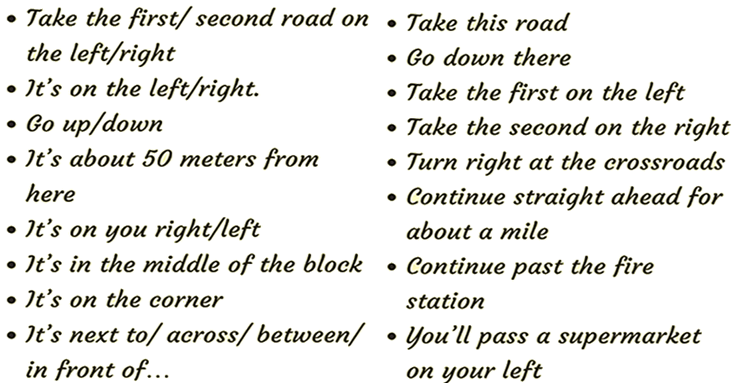 • Take the first/ second road on
the left/right
• It's on the left/right.
• Go up/down
• It's about 50 meters from
here
• It's on you right/left
• It's in the middle of the block
• It's on the corner
• It's next to/ across/ between/
in front of...
• Take this road
• Go down there
• Take the first on the left
• Take the second on the right
• Turn right at the crossroads
• Continue straight ahead for
about a mile
• Continue past the fire
station
• You'll pass a supermarket
on your left